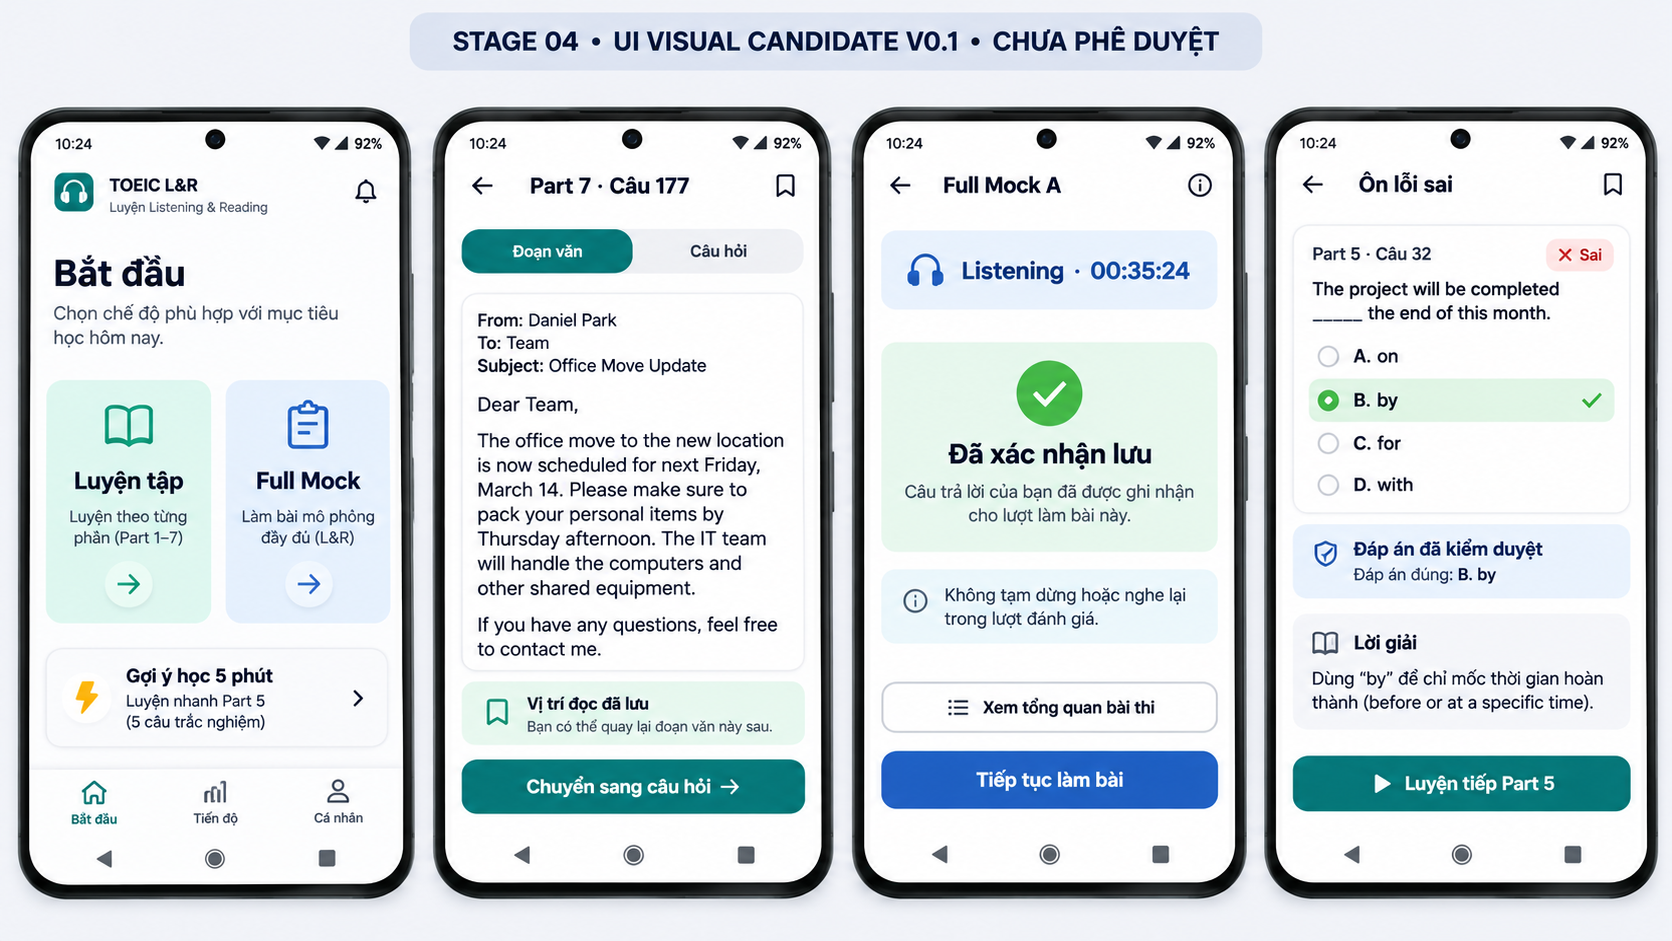 STAGE 04 • UI VISUAL CANDIDATE V0.1 • CHƯA PHÊ DUYỆT
10:24
92%
TOEIC L&R
Luyện Listening & Reading
Bắt đầu
Chọn chế độ phù hợp với mục tiêu
học hôm nay.
Luyện tập
Luyện theo từng
phần (Part 1–7)
Full Mock
Làm bài mô phỏng
đầy đủ (L&R)
Gợi ý học 5 phút
Luyện nhanh Part 5
(5 câu trắc nghiệm)
Bắt đầu
Tiến độ
Cá nhân
10:24
92%
Part 7 · Câu 177
Đoạn văn
Câu hỏi
From: Daniel Park
To: Team
Subject: Office Move Update
Dear Team,
The office move to the new location
is now scheduled for next Friday,
March 14. Please make sure to
pack your personal items by
Thursday afternoon. The IT team
will handle the computers and
other shared equipment.
If you have any questions, feel free
to contact me.
Vị trí đọc đã lưu
Bạn có thể quay lại đoạn văn này sau.
Chuyển sang câu hỏi →
10:24
92%
Full Mock A
Listening · 00:35:24
Đã xác nhận lưu
Câu trả lời của bạn đã được ghi nhận
cho lượt làm bài này.
Không tạm dừng hoặc nghe lại
trong lượt đánh giá.
Xem tổng quan bài thi
Tiếp tục làm bài
10:24
92%
Ôn lỗi sai
Part 5 · Câu 32
Sai
The project will be completed
_____ the end of this month.
A. on
B. by
C. for
D. with
Đáp án đã kiểm duyệt
Đáp án đúng: B. by
Lời giải
Dùng “by” để chỉ mốc thời gian hoàn
thành (before or at a specific time).
Luyện tiếp Part 5